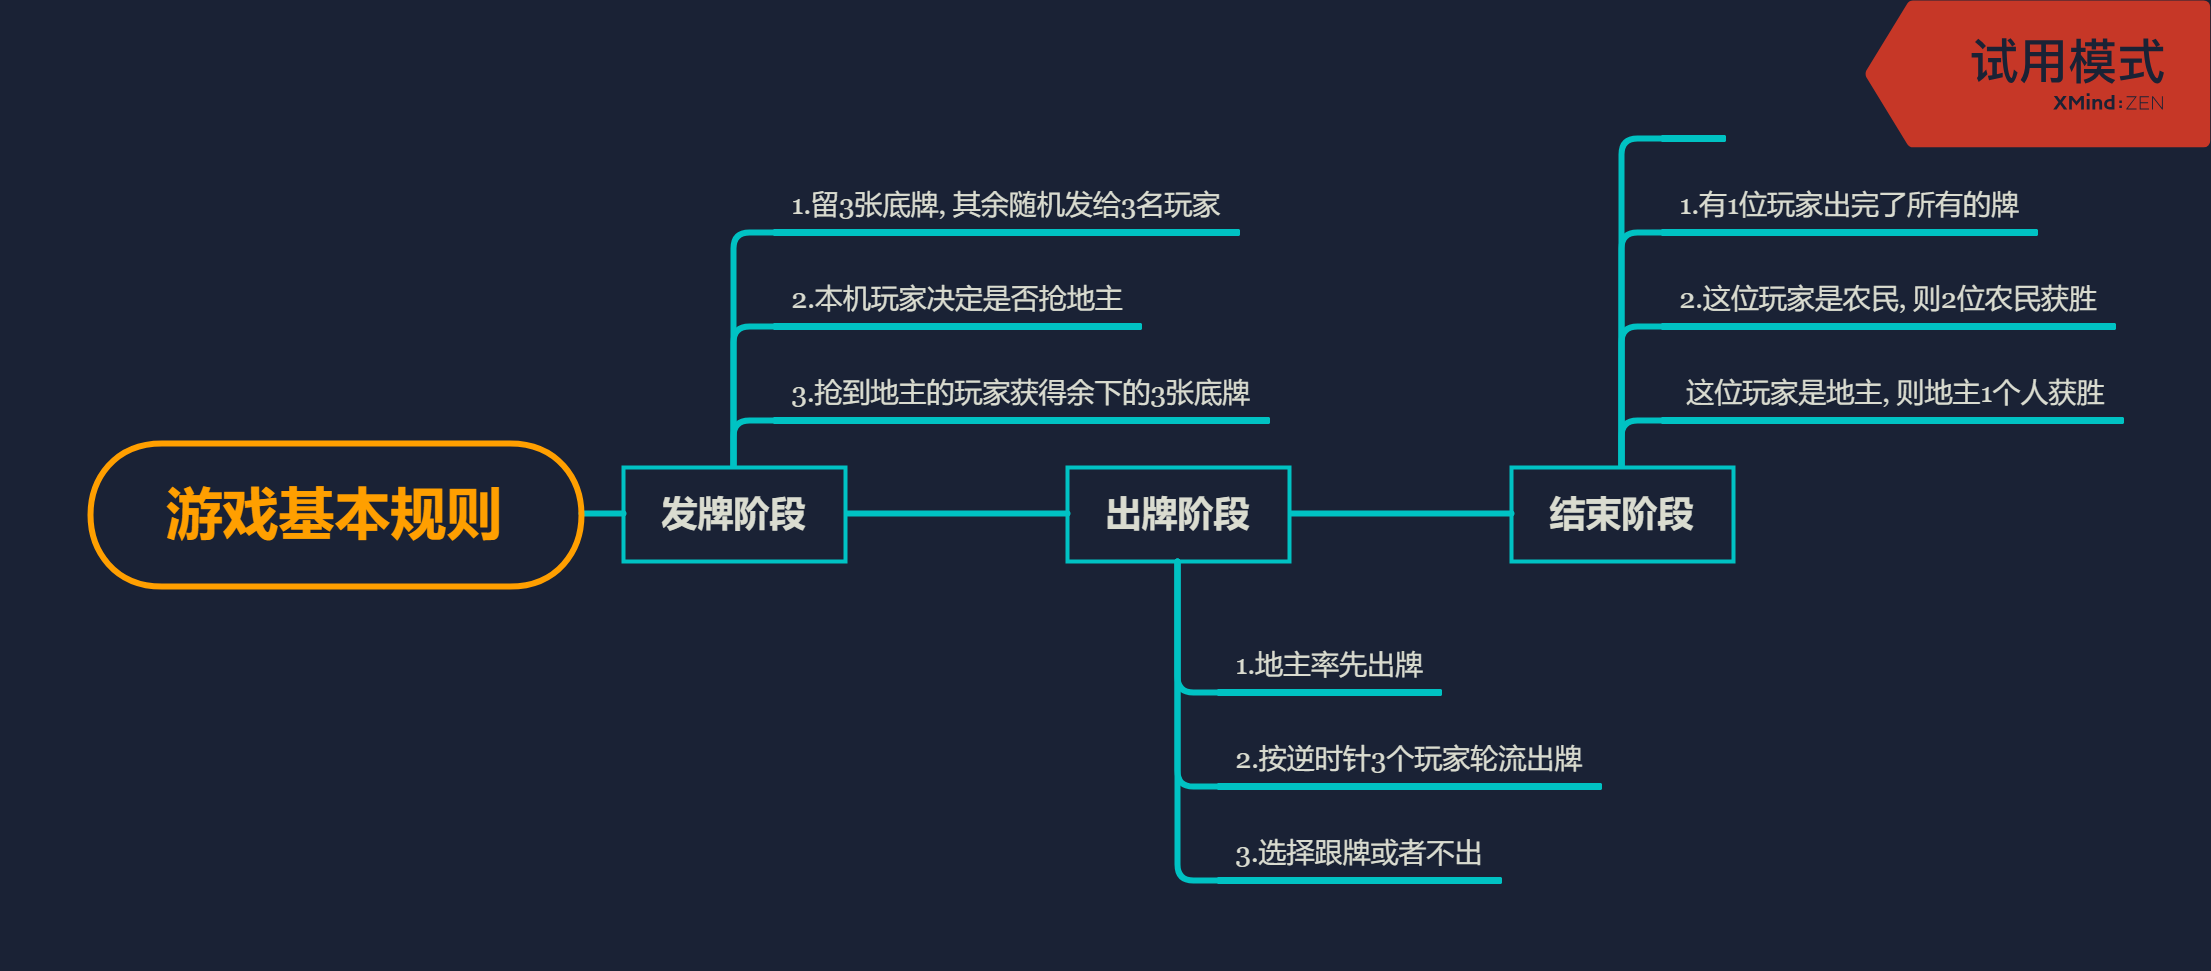 试用模式
XMind:ZEN
游戏基本规则
发牌阶段
1.留3张底牌, 其余随机发给3名玩家
2.本机玩家决定是否抢地主
3.抢到地主的玩家获得余下的3张底牌
出牌阶段
1.地主率先出牌
2.按逆时针3个玩家轮流出牌
3.选择跟牌或者不出
结束阶段
1.有1位玩家出完了所有的牌
2.这位玩家是农民, 则2位农民获胜
这位玩家是地主, 则地主1个人获胜